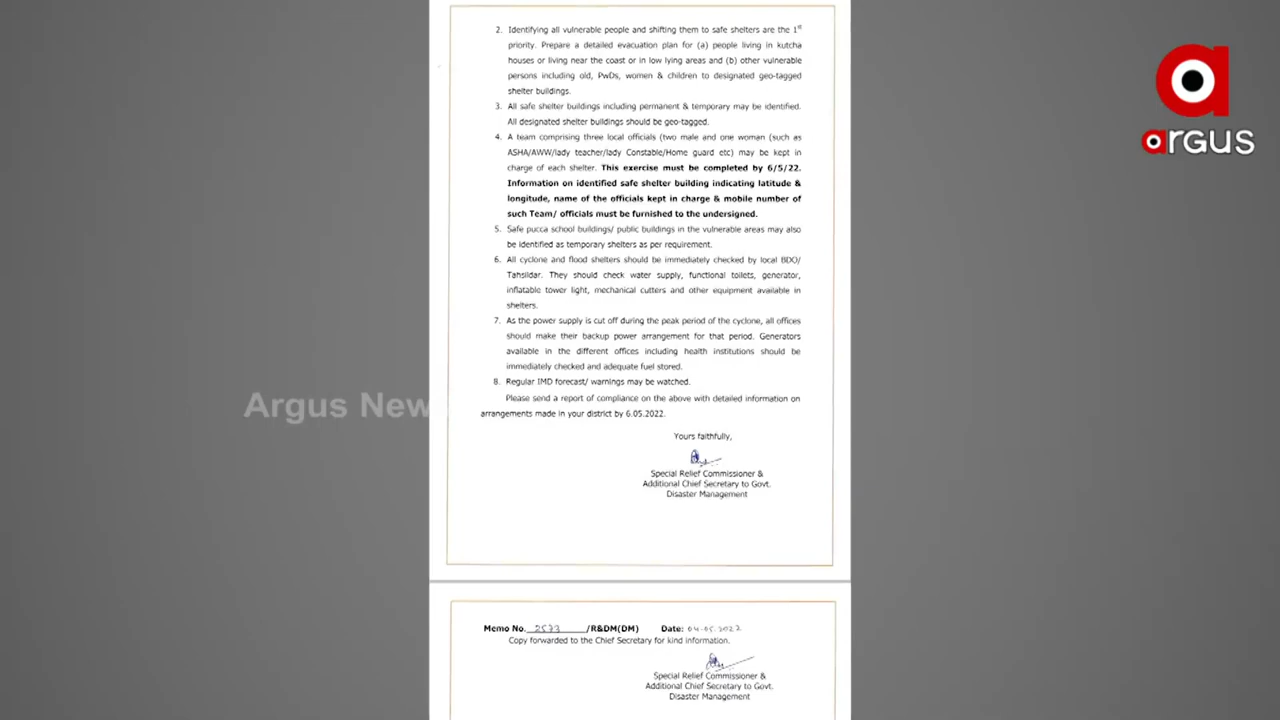 2. Identifying all vulnerable people and shifting them to safe shelters are the 1st
priority. Prepare a detailed evacuation plan for (a) people living in kutcha
houses or living near the coast or in low lying areas and (b) other vulnerable
persons including old, PwDs, women & children to designated geo-tagged
shelter buildings.
3. All safe shelter buildings including permanent & temporary may be identified.
All designated shelter buildings should be geo-tagged.
4. A team comprising three local officials (two male and one woman (such as
ASHA/AWW/lady teacher/lady Constable/Home guard etc) may be kept in
charge of each shelter. This exercise must be completed by 6/5/22.
Information on identified safe shelter building indicating latitude &
longitude, name of the officials kept in charge & mobile number of
such Team/ officials must be furnished to the undersigned.
5. Safe pucca school buildings/ public buildings in the vulnerable areas may also
be identified as temporary shelters as per requirement.
6. All cyclone and flood shelters should be immediately checked by local BDO/
Tahsildar. They should check water supply, functional toilets, generator,
inflatable tower light, mechanical cutters and other equipment available in
shelters.
7. As the power supply is cut off during the peak period of the cyclone, all offices
should make their backup power arrangement for that period. Generators
available in the different offices including health institutions should be
immediately checked and adequate fuel stored.
8. Regular IMD forecast/ warnings may be watched.
Please send a report of compliance on the above with detailed information on
arrangements made in your district by 6.05.2022.
Yours faithfully,
Special Relief Commissioner &
Additional Chief Secretary to Govt.
Disaster Management
Memo No. 2573 /R&DM(DM) Date: 04.05.2022
Copy forwarded to the Chief Secretary for kind information.
Special Relief Commissioner &
Additional Chief Secretary to Govt.
Disaster Management
argus
Argus New